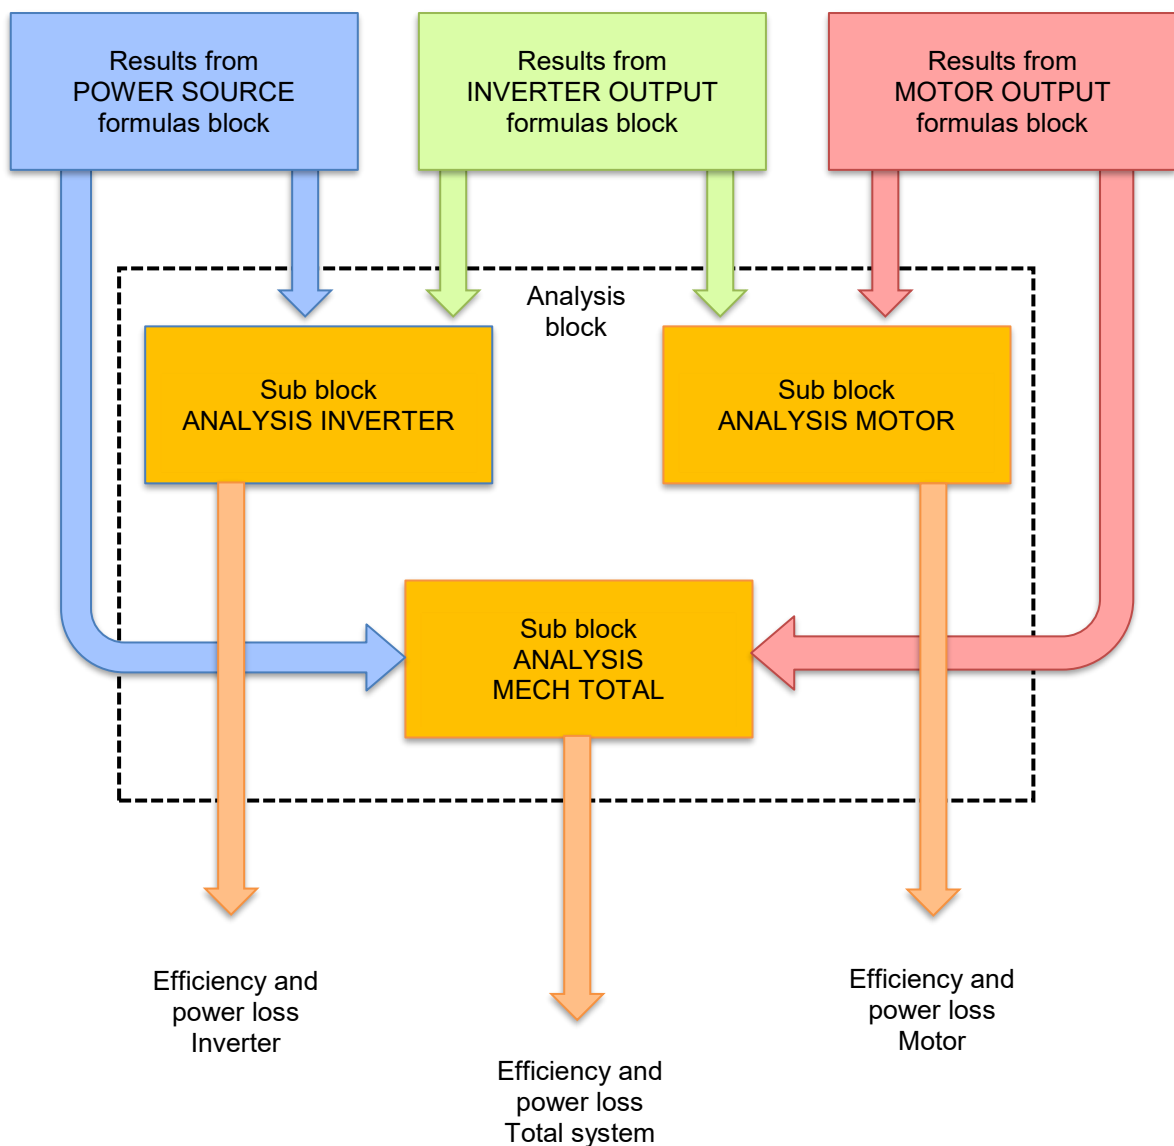 Results from
POWER SOURCE
formulas block
Results from
INVERTER OUTPUT
formulas block
Results from
MOTOR OUTPUT
formulas block
Analysis
block
Sub block
ANALYSIS INVERTER
Sub block
ANALYSIS MOTOR
Sub block
ANALYSIS
MECH TOTAL
Efficiency and
power loss
Inverter
Efficiency and
power loss
Motor
Efficiency and
power loss
Total system